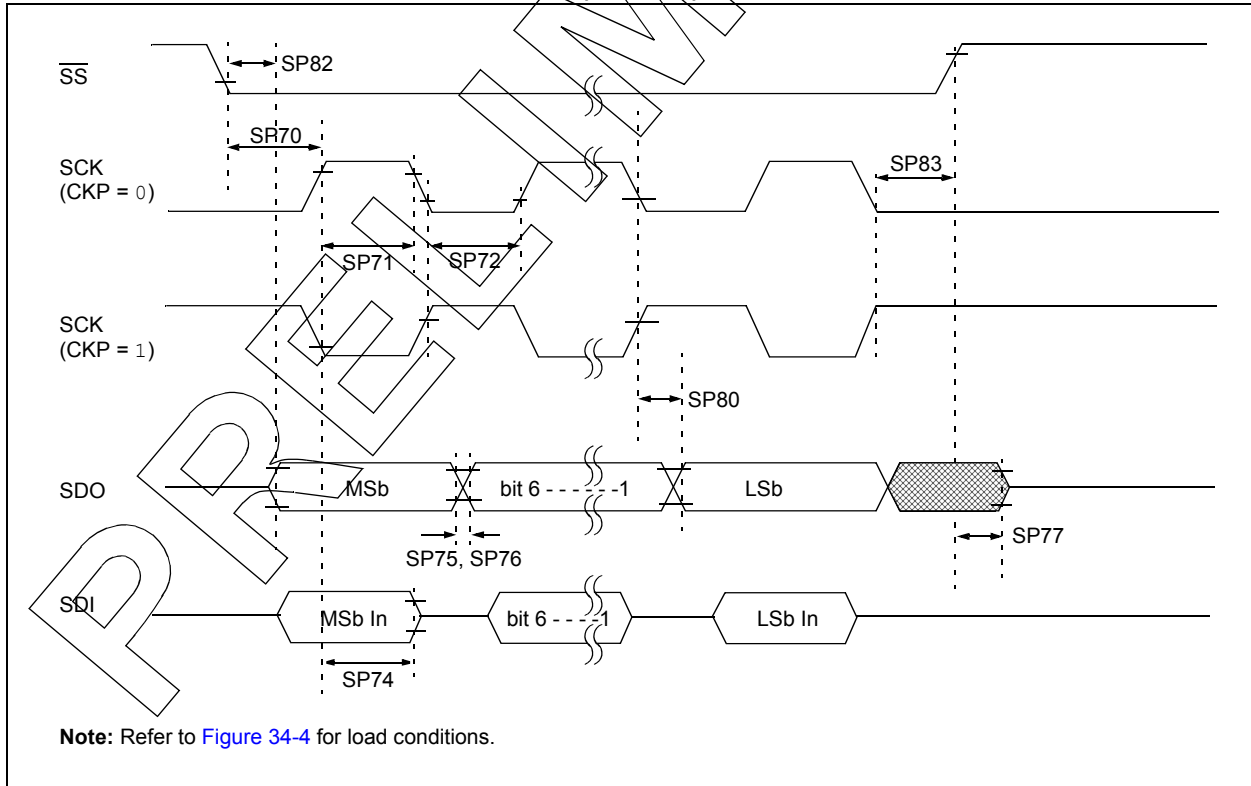 SS
SP82
SP70
SCK
(CKP = 0)
SP83
SP71
SP72
SCK
(CKP = 1)
SP80
SDO
MSb
bit 6 - - - - - -1
LSb
SP75, SP76
SP77
SDI
MSb In
bit 6 - - - -1
LSb In
SP74
Note: Refer to Figure 34-4 for load conditions.